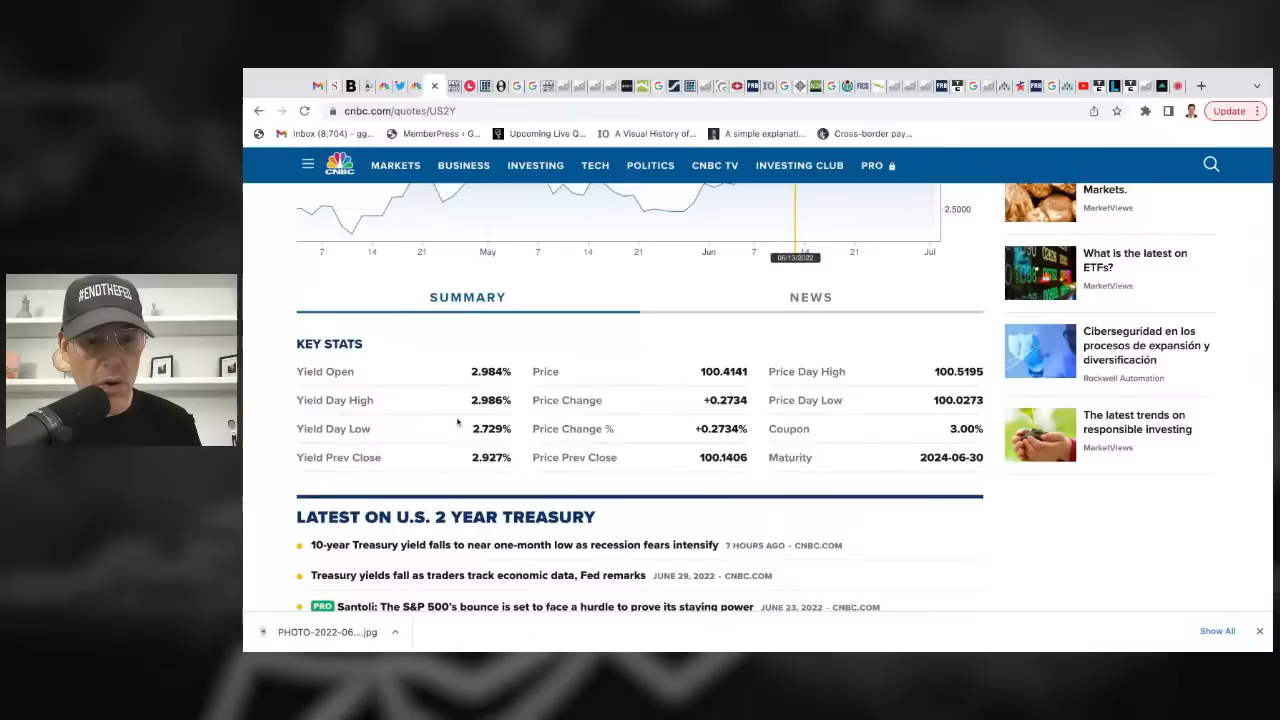 cnbc.com/quotes/US2Y
Update
Inbox (8,704) - gg...
MemberPress ‹ G...
Upcoming Live Q...
A Visual History of...
A simple explanati...
Cross-border pay...
CNBC
MARKETS
BUSINESS
INVESTING
TECH
POLITICS
CNBC TV
INVESTING CLUB
PRO
2.5000
7 14 21 May 7 14 21 Jun 7 14 21 Jul
06/13/2022
SUMMARY
NEWS
KEY STATS
Yield Open 2.984%
Yield Day High 2.986%
Yield Day Low 2.729%
Yield Prev Close 2.927%
Price 100.4141
Price Change +0.2734
Price Change % +0.2734%
Price Prev Close 100.1406
Price Day High 100.5195
Price Day Low 100.0273
Coupon 3.00%
Maturity 2024-06-30
LATEST ON U.S. 2 YEAR TREASURY
10-year Treasury yield falls to near one-month low as recession fears intensify 7 HOURS AGO - CNBC.COM
Treasury yields fall as traders track economic data, Fed remarks JUNE 29, 2022 - CNBC.COM
PRO Santoli: The S&P 500's bounce is set to face a hurdle to prove its staying power JUNE 23, 2022 - CNBC.COM
Markets.
MarketViews
What is the latest on
ETFs?
MarketViews
Ciberseguridad en los
procesos de expansión y
diversificación
Rockwell Automation
The latest trends on
responsible investing
MarketViews
PHOTO-2022-06....jpg
Show All
#ENDTHEFED